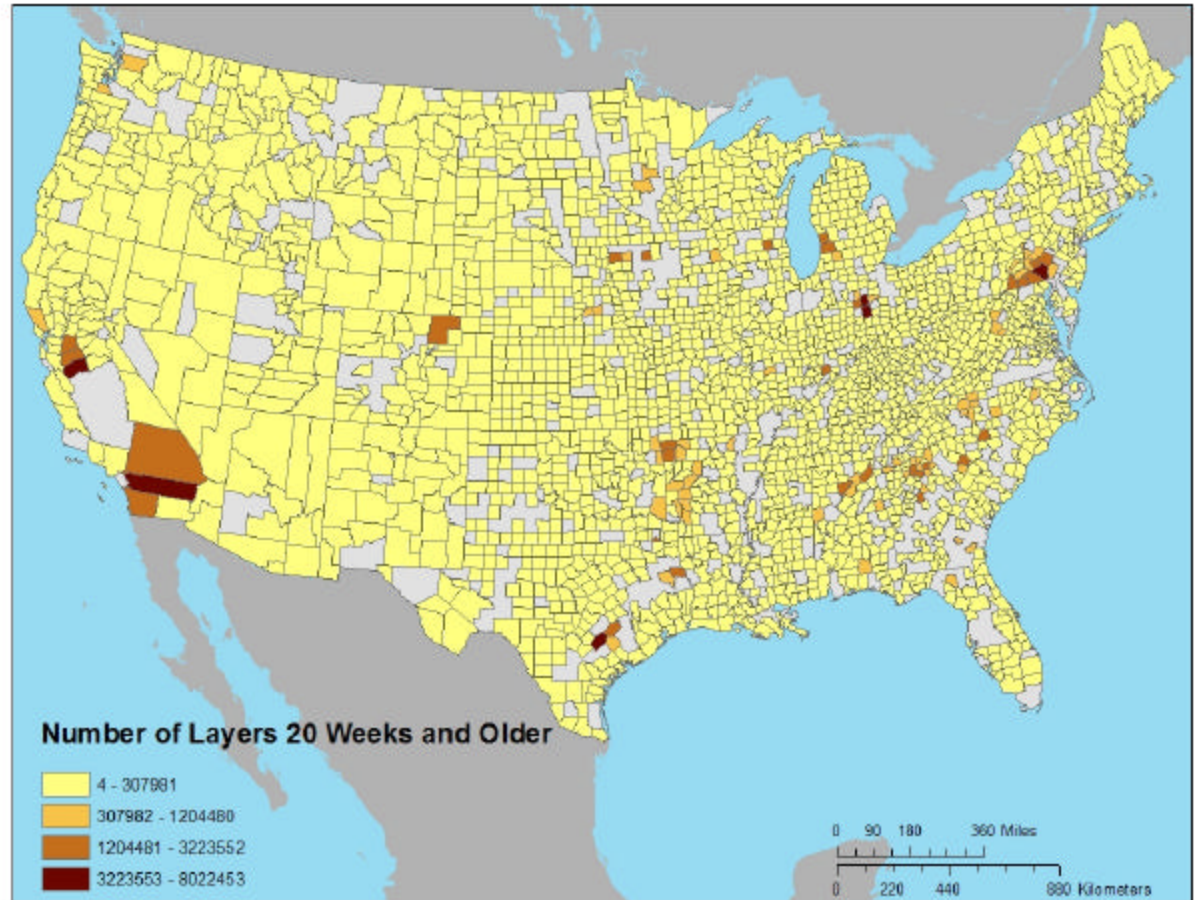 Number of Layers 20 Weeks and Older
4 - 307981
307982 - 1204480
1204481 - 3223552
3223553 - 8022453
0 90 180 360 Miles
0 220 440 880 Kilometers